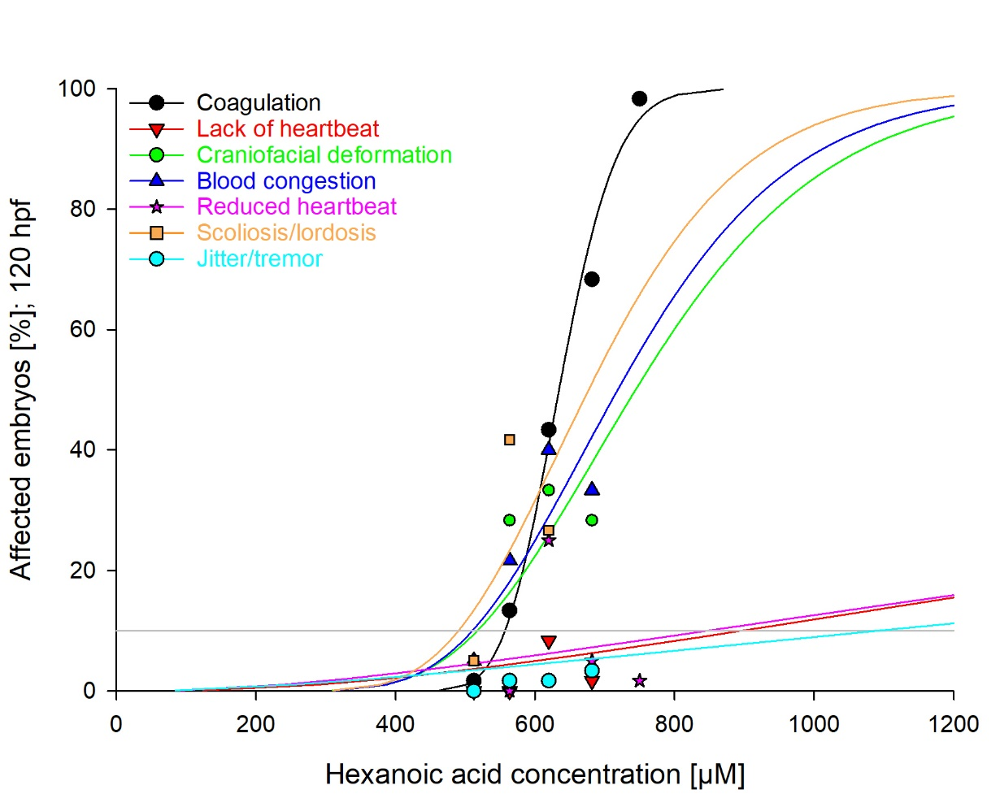 100
80
60
40
20
0
Affected embryos [%]; 120 hpf
Coagulation
Lack of heartbeat
Craniofacial deformation
Blood congestion
Reduced heartbeat
Scoliosis/lordosis
Jitter/tremor
0 200 400 600 800 1000 1200
Hexanoic acid concentration [µM]